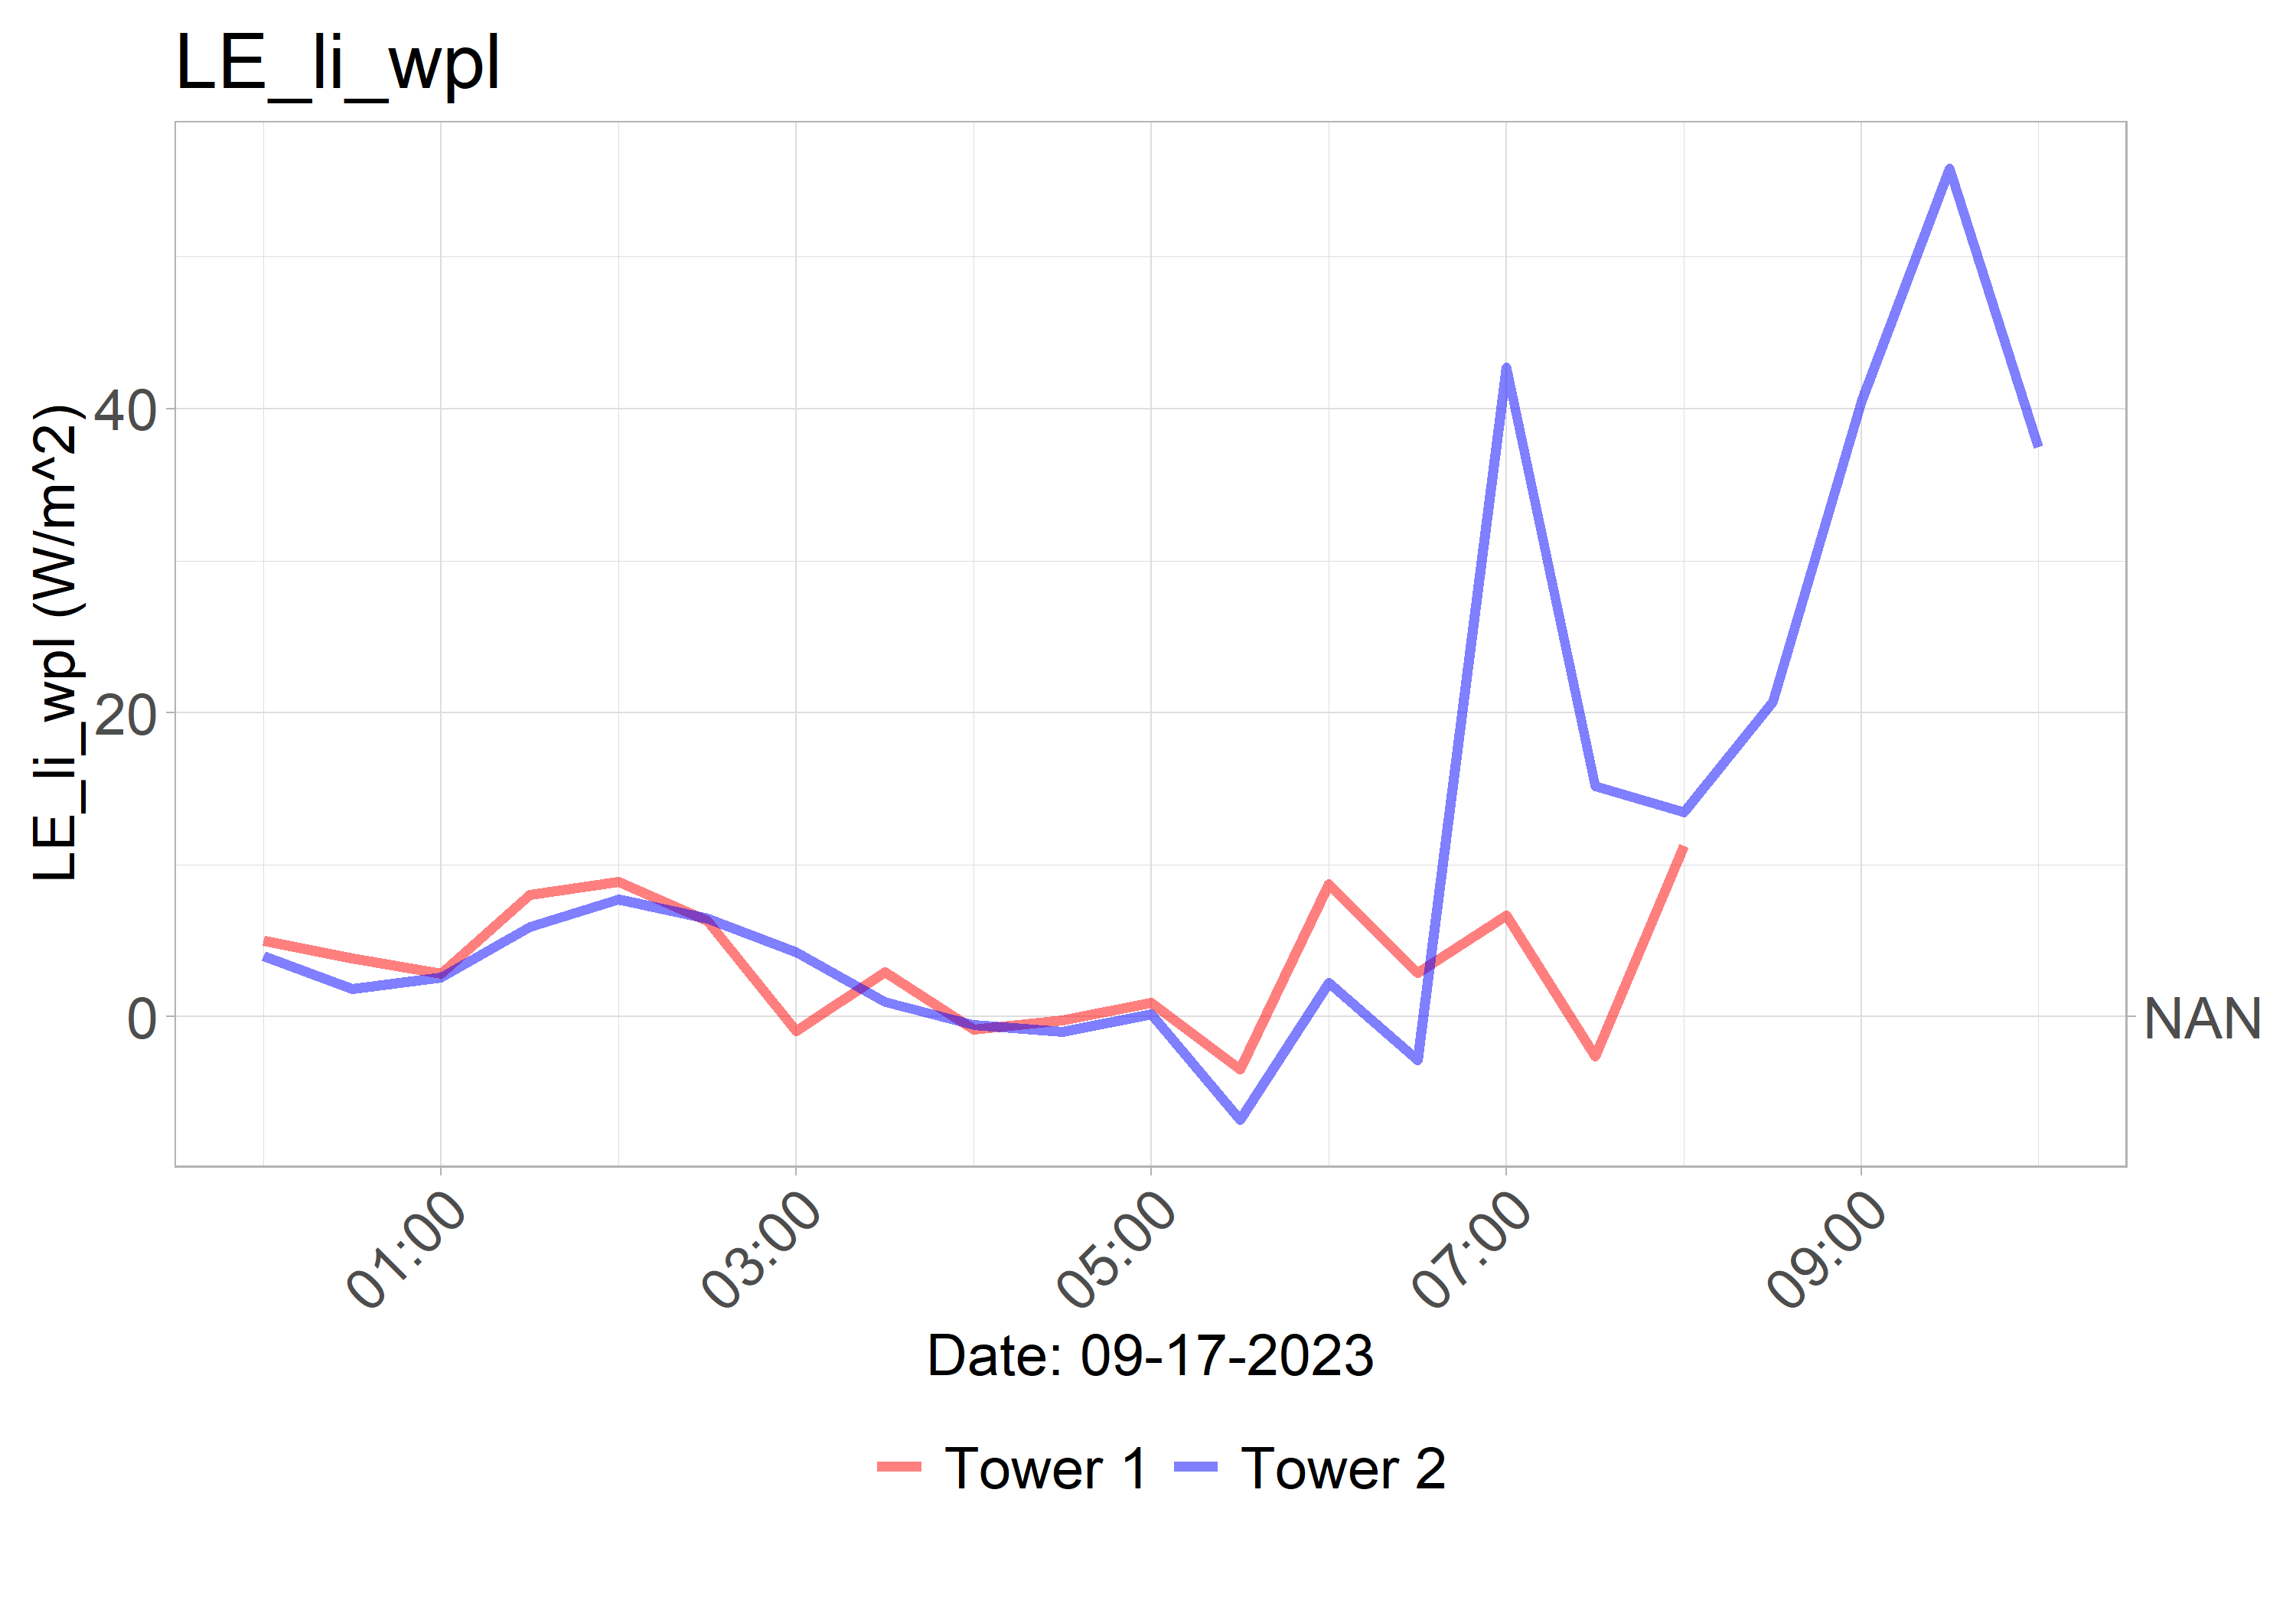 LE_li_wpl
LE_li_wpl (W/m^2)
40
20
0
NAN
01:00
03:00
05:00
07:00
09:00
Date: 09-17-2023
Tower 1
Tower 2